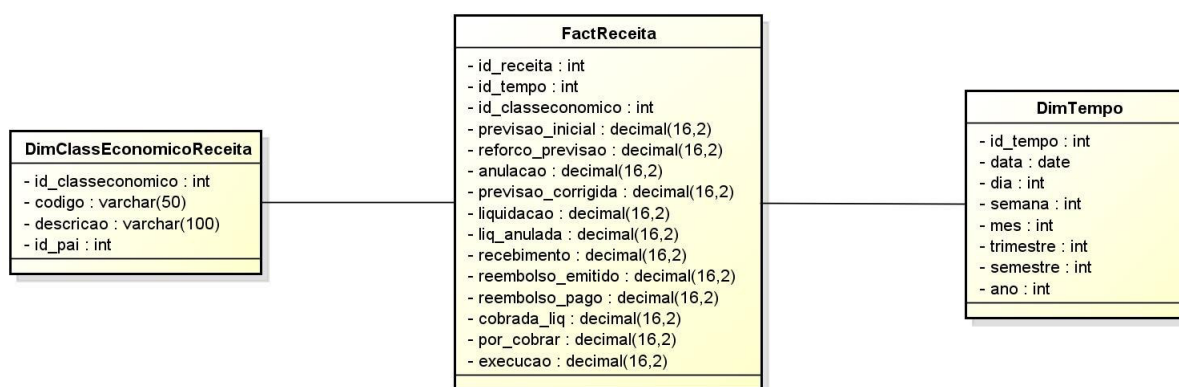 DimClassEconomicoReceita
- id_classeconomico : int
- codigo : varchar(50)
- descricao : varchar(100)
- id_pai : int
FactReceita
- id_receita : int
- id_tempo : int
- id_classeconomico : int
- previsao_inicial : decimal(16,2)
- reforco_previsao : decimal(16,2)
- anulacao : decimal(16,2)
- previsao_corrigida : decimal(16,2)
- liquidacao : decimal(16,2)
- liq_anulada : decimal(16,2)
- recebimento : decimal(16,2)
- reembolso_emitido : decimal(16,2)
- reembolso_pago : decimal(16,2)
- cobrada_liq : decimal(16,2)
- por_cobrar : decimal(16,2)
- execucao : decimal(16,2)
DimTempo
- id_tempo : int
- data : date
- dia : int
- semana : int
- mes : int
- trimestre : int
- semestre : int
- ano : int